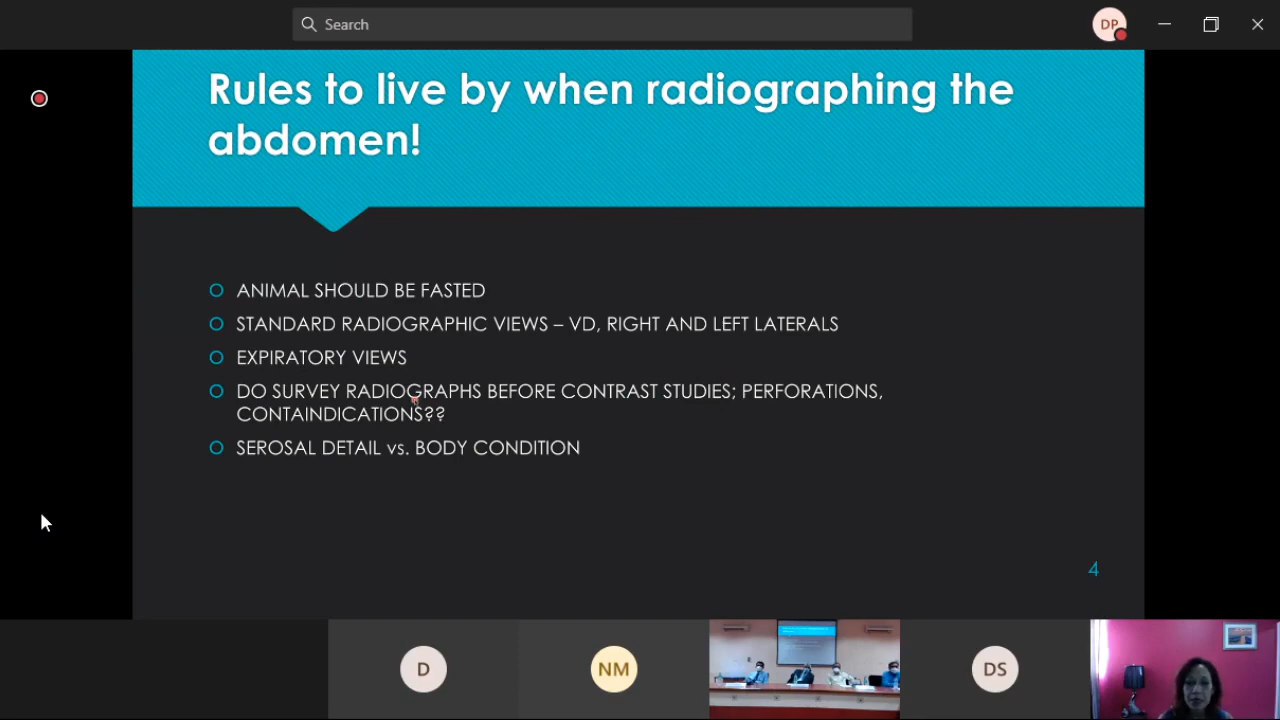 Search
DP
Rules to live by when radiographing the
abdomen!
ANIMAL SHOULD BE FASTED
STANDARD RADIOGRAPHIC VIEWS – VD, RIGHT AND LEFT LATERALS
EXPIRATORY VIEWS
DO SURVEY RADIOGRAPHS BEFORE CONTRAST STUDIES; PERFORATIONS,
CONTAINDICATIONS??
SEROSAL DETAIL vs. BODY CONDITION
4
D
NM
DS